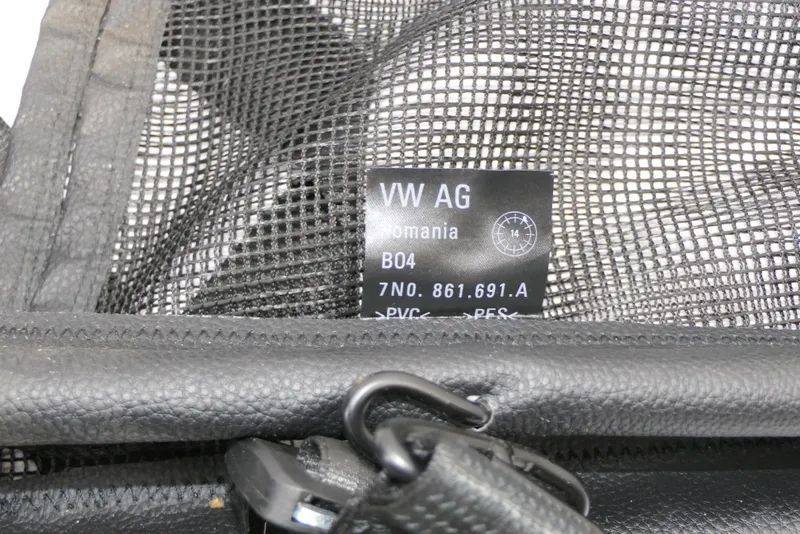 VW AG
Romania
14
B04
7N0. 861.691.A
>PVC< >PES<